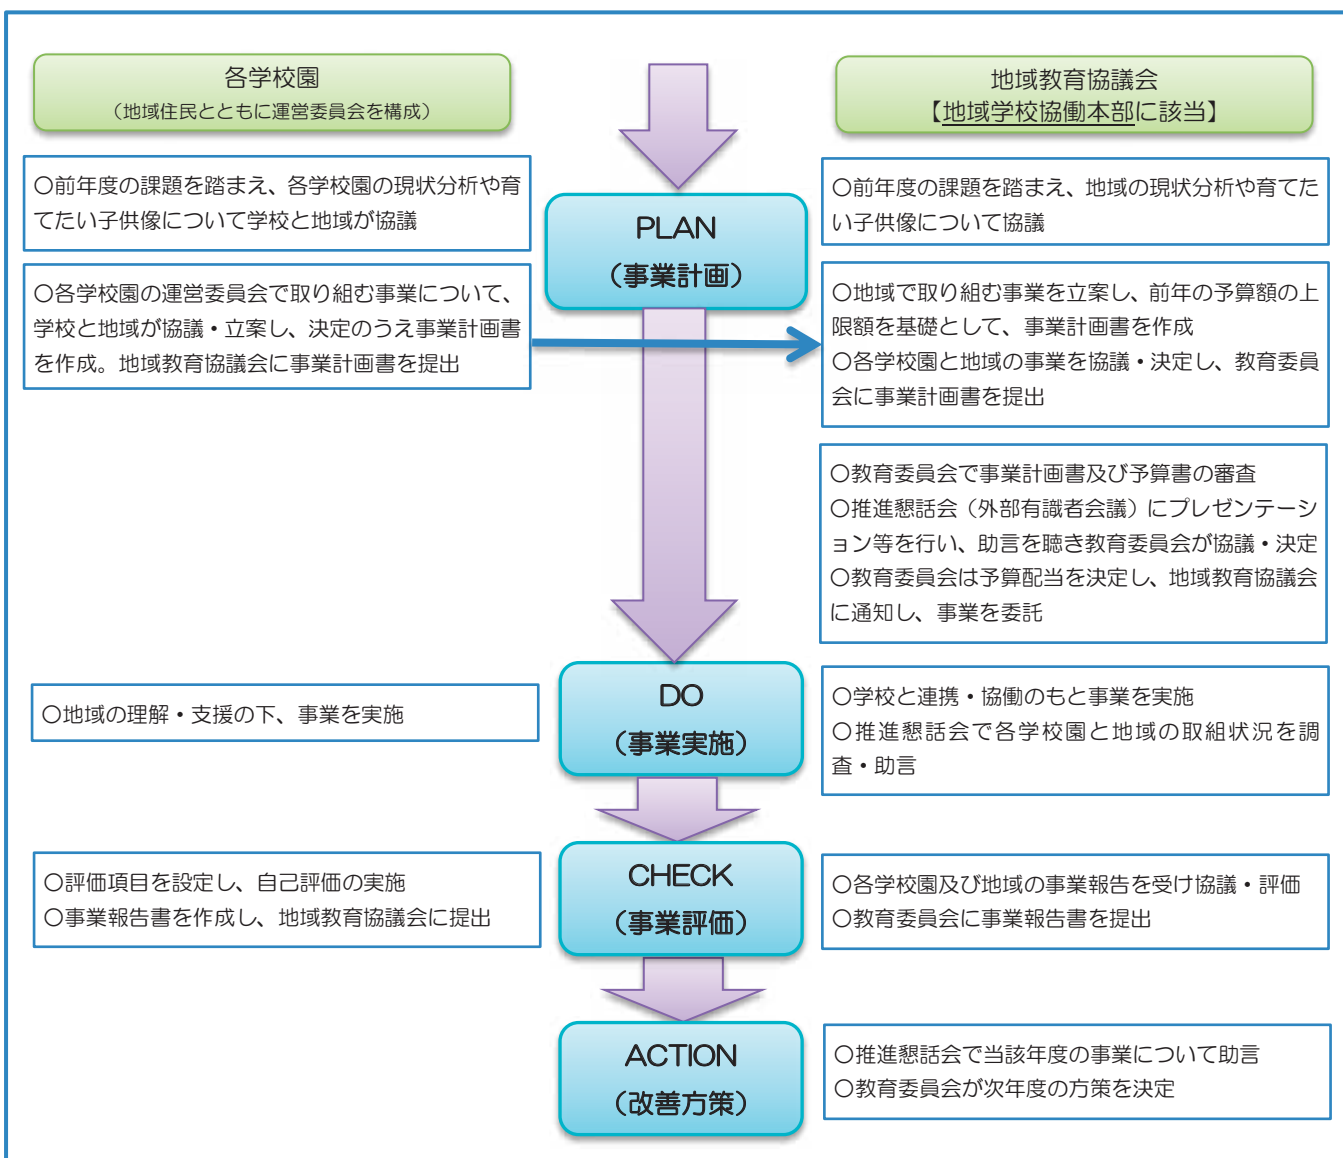 各学校園
（地域住民とともに運営委員会を構成）
地域教育協議会
【地域学校協働本部に該当】
〇前年度の課題を踏まえ、各学校園の現状分析や育
てたい子供像について学校と地域が協議
PLAN
（事業計画）
〇前年度の課題を踏まえ、地域の現状分析や育てた
い子供像について協議
〇各学校園の運営委員会で取り組む事業について、
学校と地域が協議・立案し、決定のうえ事業計画書
を作成。地域教育協議会に事業計画書を提出
〇地域で取り組む事業を立案し、前年の予算額の上
限額を基礎として、事業計画書を作成
〇各学校園と地域の事業を協議・決定し、教育委員
会に事業計画書を提出
〇教育委員会で事業計画書及び予算書の審査
〇推進懇話会（外部有識者会議）にプレゼンテーシ
ョン等を行い、助言を聴き教育委員会が協議・決定
〇教育委員会は予算配当を決定し、地域教育協議会
に通知し、事業を委託
〇地域の理解・支援の下、事業を実施
DO
（事業実施）
〇学校と連携・協働のもと事業を実施
〇推進懇話会で各学校園と地域の取組状況を調
査・助言
〇評価項目を設定し、自己評価の実施
〇事業報告書を作成し、地域教育協議会に提出
CHECK
（事業評価）
〇各学校園及び地域の事業報告を受け協議・評価
〇教育委員会に事業報告書を提出
ACTION
（改善方策）
〇推進懇話会で当該年度の事業について助言
〇教育委員会が次年度の方策を決定